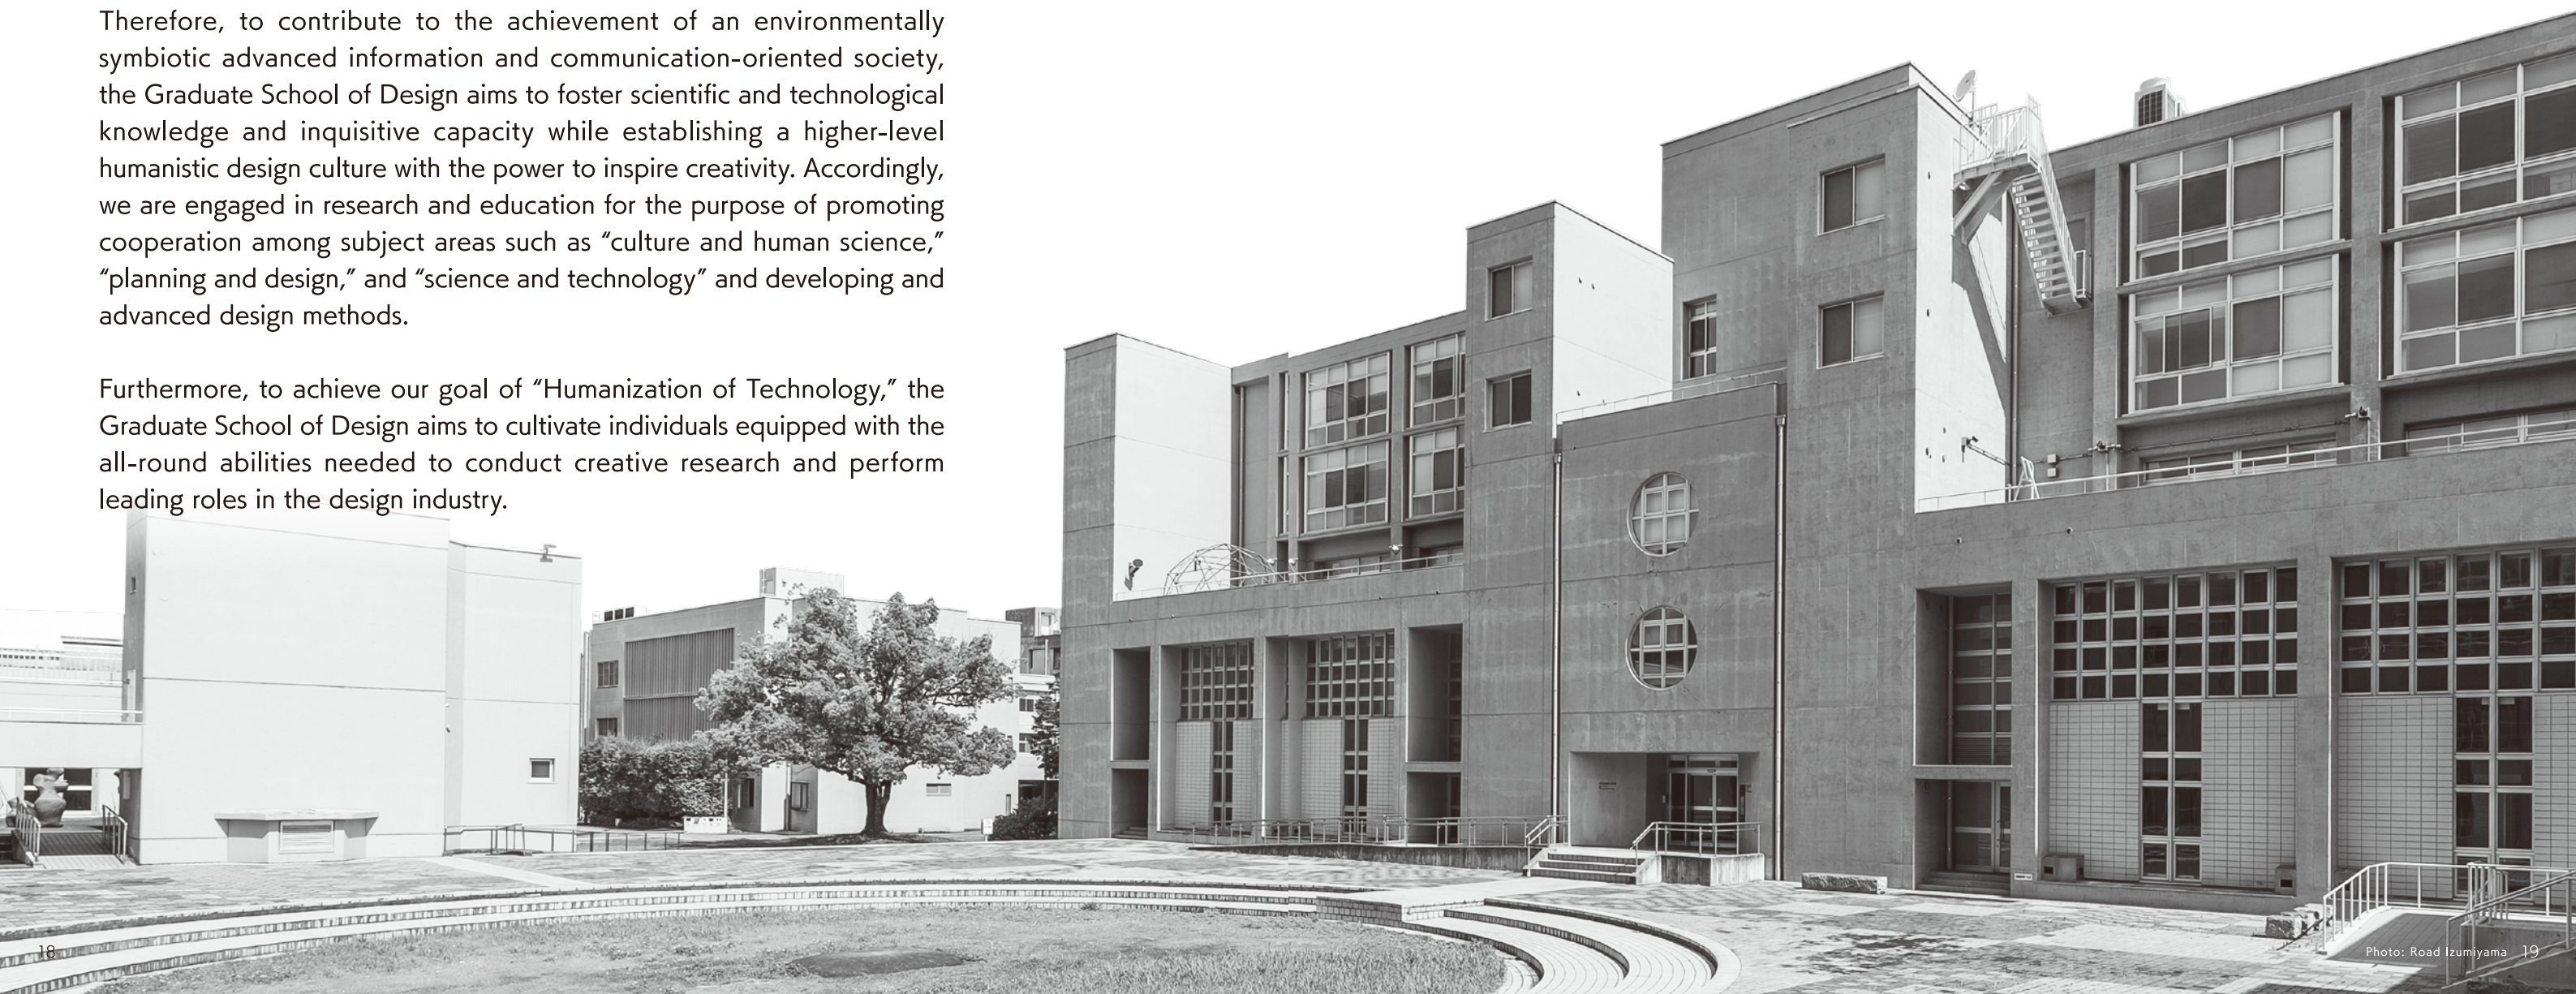 Therefore, to contribute to the achievement of an environmentally
symbiotic advanced information and communication-oriented society,
the Graduate School of Design aims to foster scientific and technological
knowledge and inquisitive capacity while establishing a higher-level
humanistic design culture with the power to inspire creativity. Accordingly,
we are engaged in research and education for the purpose of promoting
cooperation among subject areas such as “culture and human science,”
“planning and design,” and “science and technology” and developing and
advanced design methods.
Furthermore, to achieve our goal of “Humanization of Technology,” the
Graduate School of Design aims to cultivate individuals equipped with the
all-round abilities needed to conduct creative research and perform
leading roles in the design industry.
18
Photo: Road Izumiyama 19